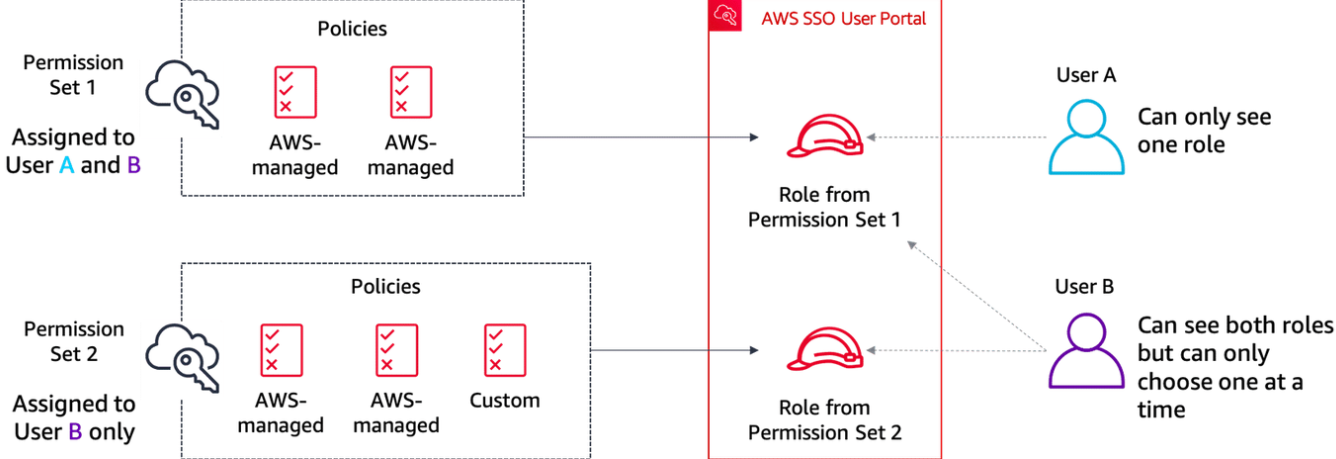 Permission
Set 1
Assigned to
User A and B
Policies
AWS-
managed
AWS-
managed
AWS SSO User Portal
Role from
Permission Set 1
User A
Can only see
one role
Permission
Set 2
Assigned to
User B only
Policies
AWS-
managed
AWS-
managed
Custom
Role from
Permission Set 2
User B
Can see both roles
but can only
choose one at a
time